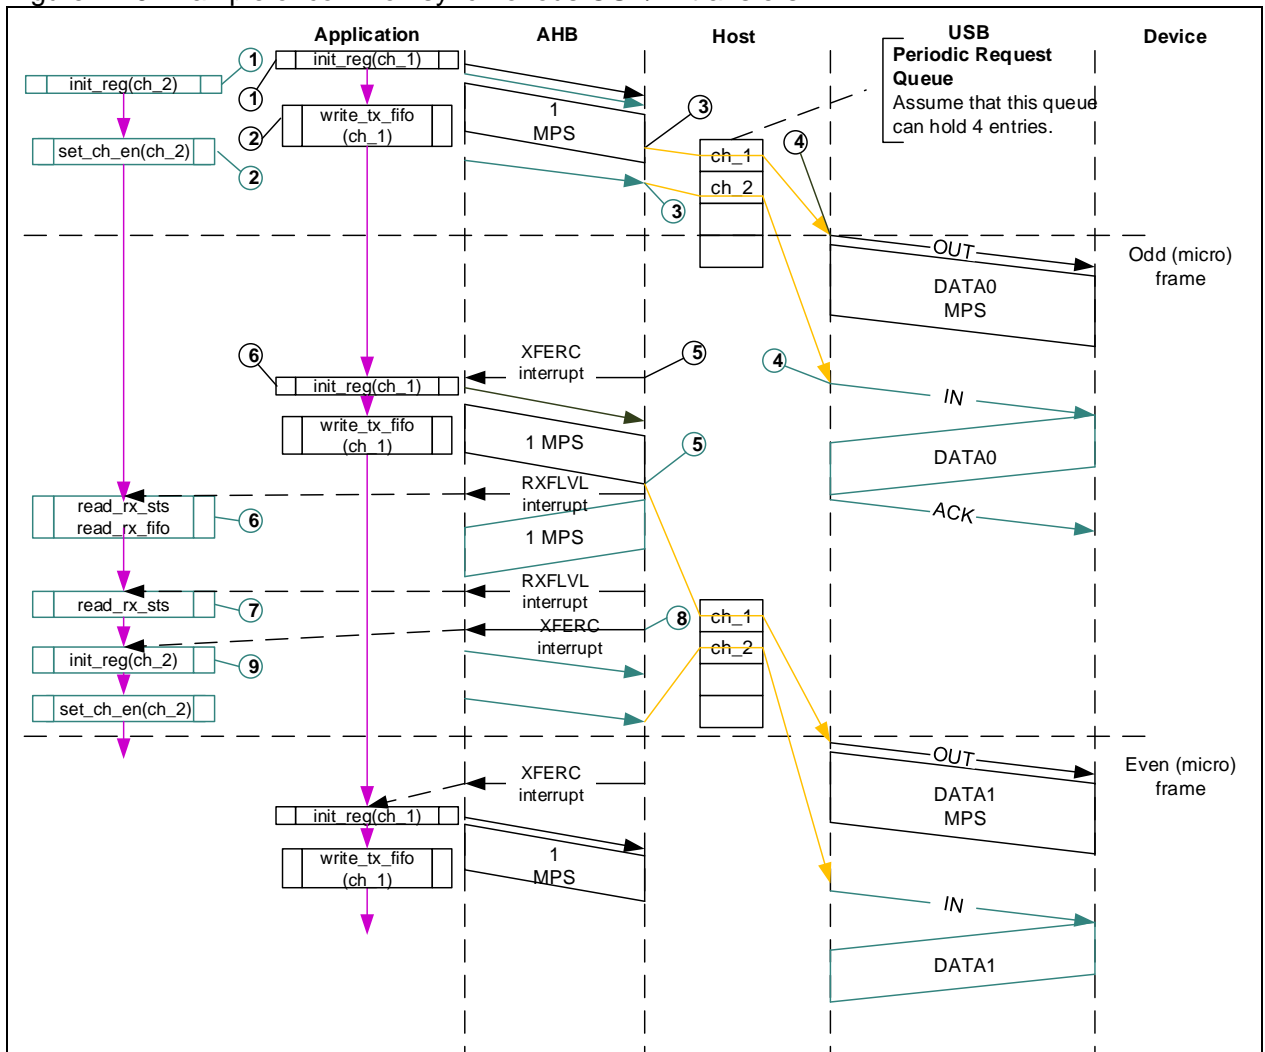 Application
AHB
Host
USB
Device
Periodic Request
Queue
Assume that this queue
can hold 4 entries.
1
init_reg(ch_1)
init_reg(ch_2)
1
2
write_tx_fifo
(ch_1)
1
MPS
3
4
set_ch_en(ch_2)
2
ch_1
ch_2
3
OUT
Odd (micro)
frame
DATA0
MPS
6
XFERC
interrupt
5
4
init_reg(ch_1)
IN
write_tx_fifo
(ch_1)
1 MPS
5
DATA0
RXFLVL
interrupt
read_rx_sts
read_rx_fifo
6
ACK
1 MPS
RXFLVL
interrupt
read_rx_sts
7
XFERC
interrupt
8
ch_1
ch_2
init_reg(ch_2)
9
set_ch_en(ch_2)
OUT
Even (micro)
frame
XFERC
interrupt
DATA1
MPS
init_reg(ch_1)
write_tx_fifo
(ch_1)
1
MPS
IN
DATA1